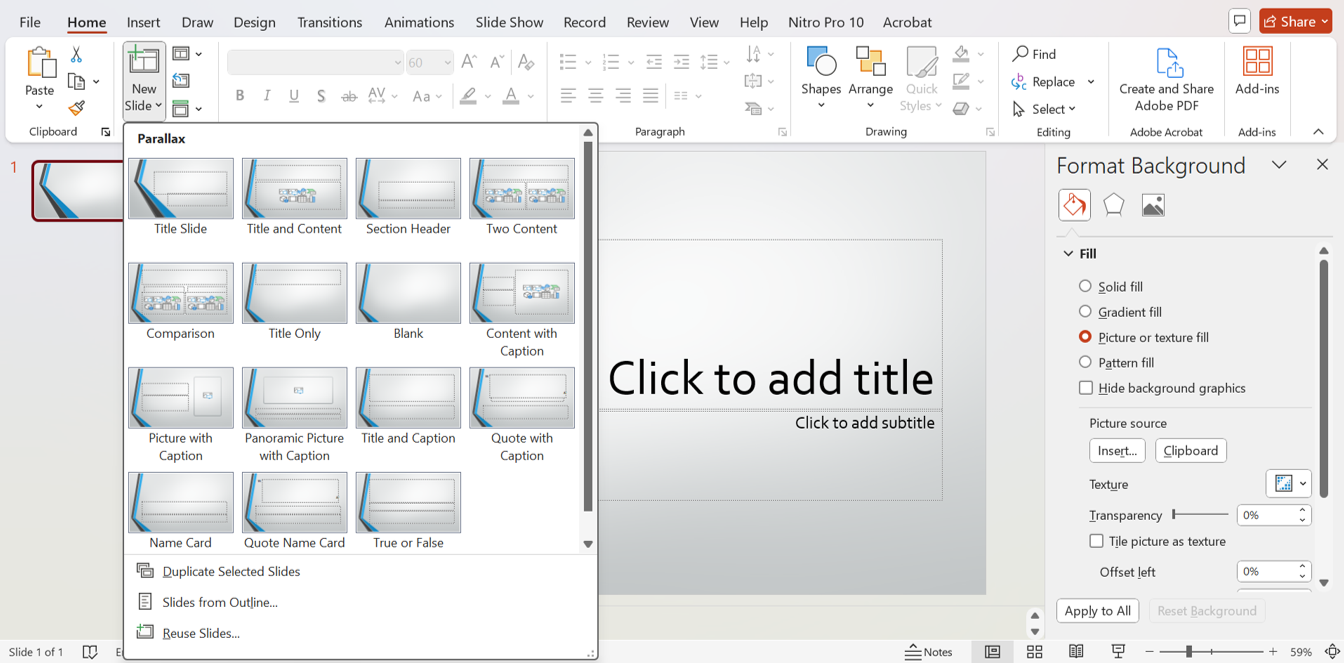 File Home Insert Draw Design Transitions Animations Slide Show Record Review View Help Nitro Pro 10 Acrobat Share
Paste
New
Slide
60
B I U S ab AV Aa A
Shapes Arrange Quick
Styles
Find
Replace
Select
Create and Share
Adobe PDF
Add-ins
Clipboard Paragraph Drawing Editing Adobe Acrobat Add-ins
1
Parallax
Title Slide Title and Content Section Header Two Content
Comparison Title Only Blank Content with
Caption
Picture with
Caption
Panoramic Picture
with Caption
Title and Caption Quote with
Caption
Name Card Quote Name Card True or False
Duplicate Selected Slides
Slides from Outline...
Reuse Slides...
Click to add title
Click to add subtitle
Format Background
Fill
Solid fill
Gradient fill
Picture or texture fill
Pattern fill
Hide background graphics
Picture source
Insert... Clipboard
Texture
Transparency 0%
Tile picture as texture
Offset left 0%
Apply to All Reset Background
Slide 1 of 1 Notes 59%